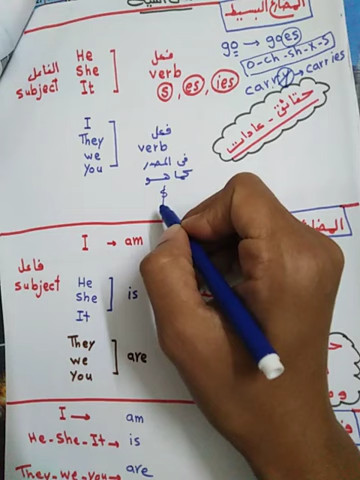 المضارع البسيط
go → goes
o-ch-sh-x-s
carry → carries
حقائق - عادات
الفاعل
subject
He
She
It
فعل
verb
s, es, ies
I
They
we
You
فعل
verb
في المصدر
كما هو
I → am
فاعل
subject
He
She
It
is
They
we
You
are
I → am
He-She-It → is
They-we-you → are